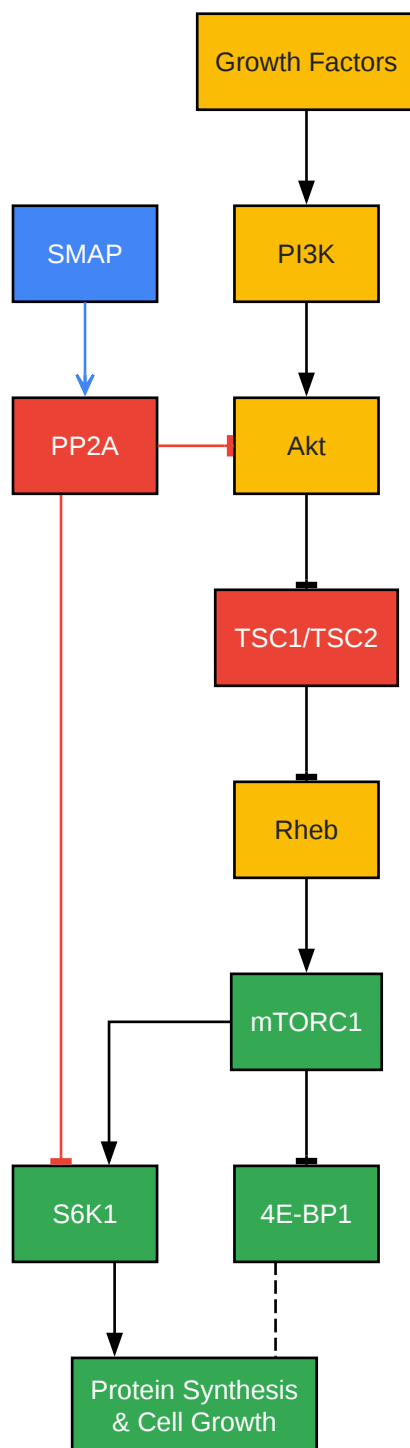 Growth Factors
SMAP
PI3K
PP2A
Akt
TSC1/TSC2
Rheb
mTORC1
S6K1
4E-BP1
Protein Synthesis
& Cell Growth